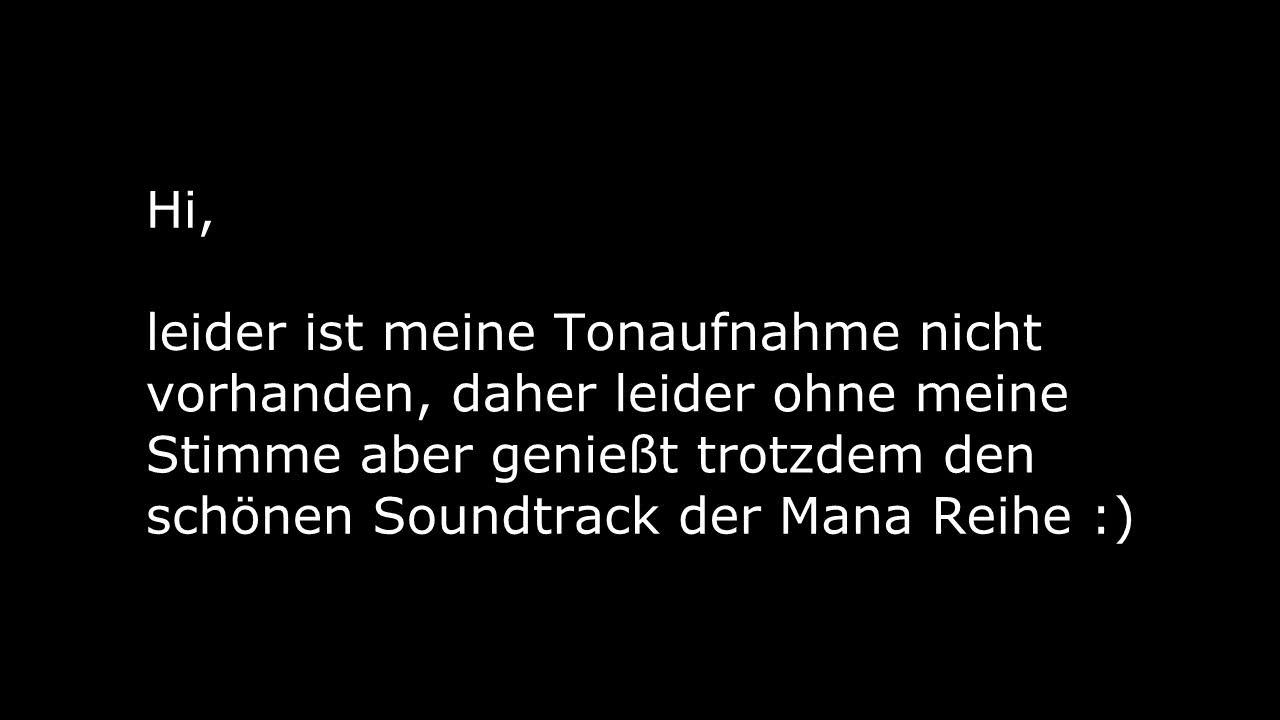 Hi,
leider ist meine Tonaufnahme nicht
vorhanden, daher leider ohne meine
Stimme aber genießt trotzdem den
schönen Soundtrack der Mana Reihe :)